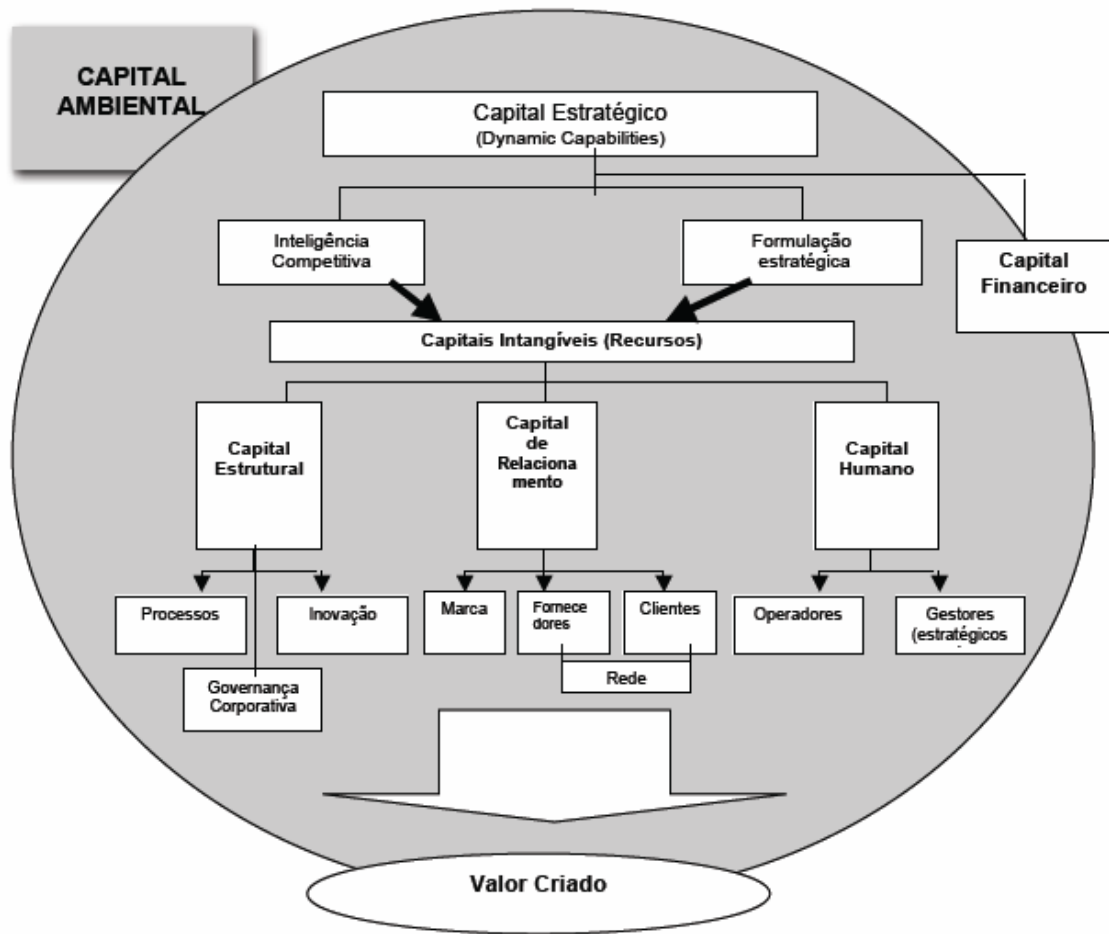 CAPITAL
AMBIENTAL
Capital Estratégico
(Dynamic Capabilities)
Inteligência
Competitiva
Formulação
estratégica
Capital
Financeiro
Capitais Intangíveis (Recursos)
Capital
Estrutural
Capital
de
Relaciona
mento
Capital
Humano
Processos
Inovação
Marca
Fornece
dores
Clientes
Operadores
Gestores
(estratégicos
Rede
Governança
Corporativa
Valor Criado